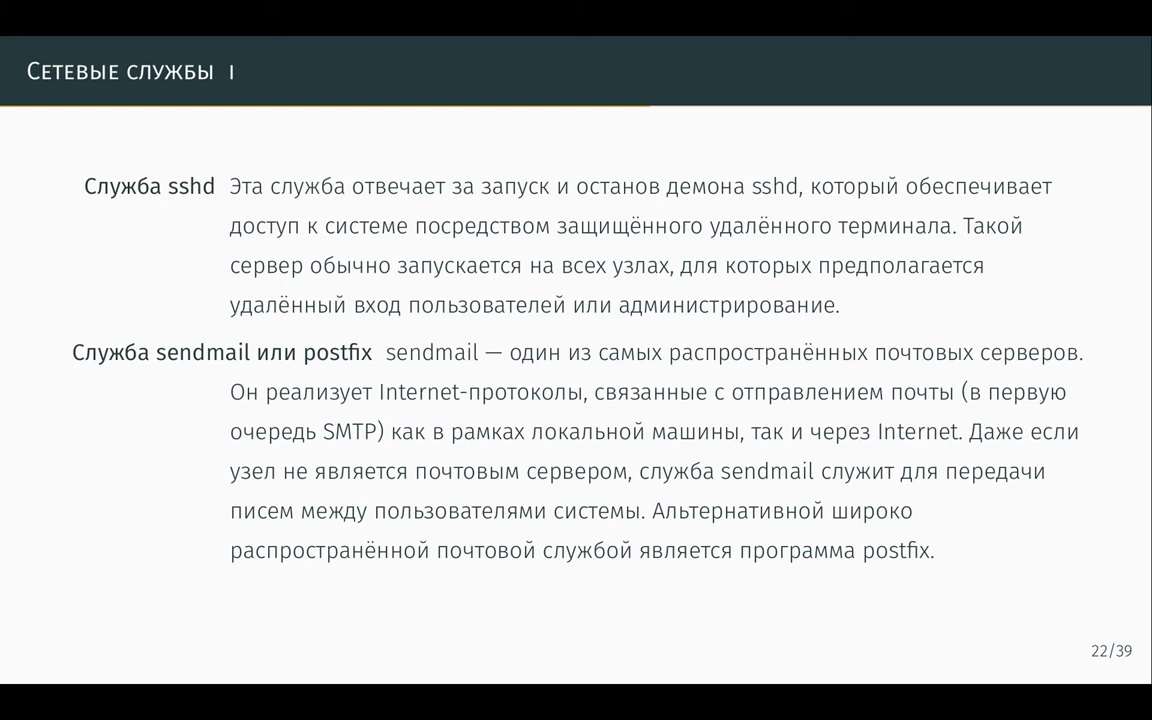 Сетевые службы I
Служба sshd Эта служба отвечает за запуск и останов демона sshd, который обеспечивает
доступ к системе посредством защищённого удалённого терминала. Такой
сервер обычно запускается на всех узлах, для которых предполагается
удалённый вход пользователей или администрирование.
Служба sendmail или postfix sendmail — один из самых распространённых почтовых серверов.
Он реализует Internet-протоколы, связанные с отправлением почты (в первую
очередь SMTP) как в рамках локальной машины, так и через Internet. Даже если
узел не является почтовым сервером, служба sendmail служит для передачи
писем между пользователями системы. Альтернативной широко
распространённой почтовой службой является программа postfix.
22/39